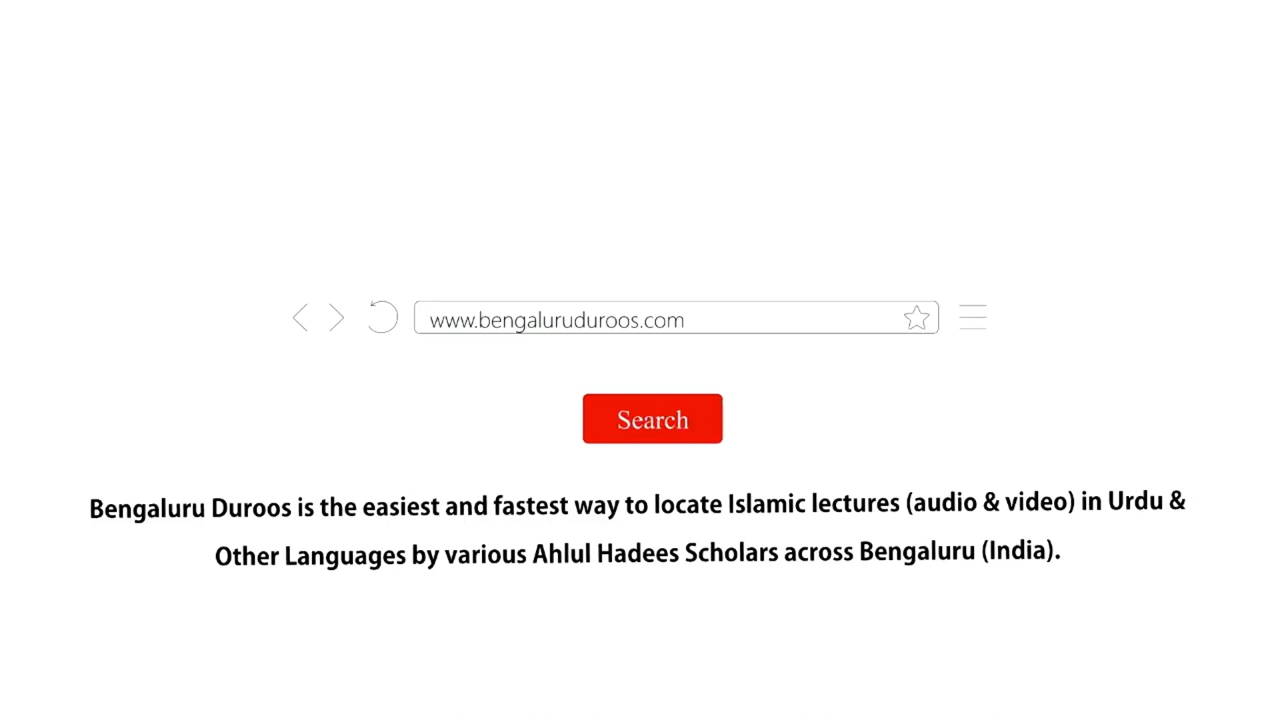 www.bengaluruduroos.com
Search
Bengaluru Duroos is the easiest and fastest way to locate Islamic lectures (audio & video) in Urdu &
Other Languages by various Ahlul Hadees Scholars across Bengaluru (India).